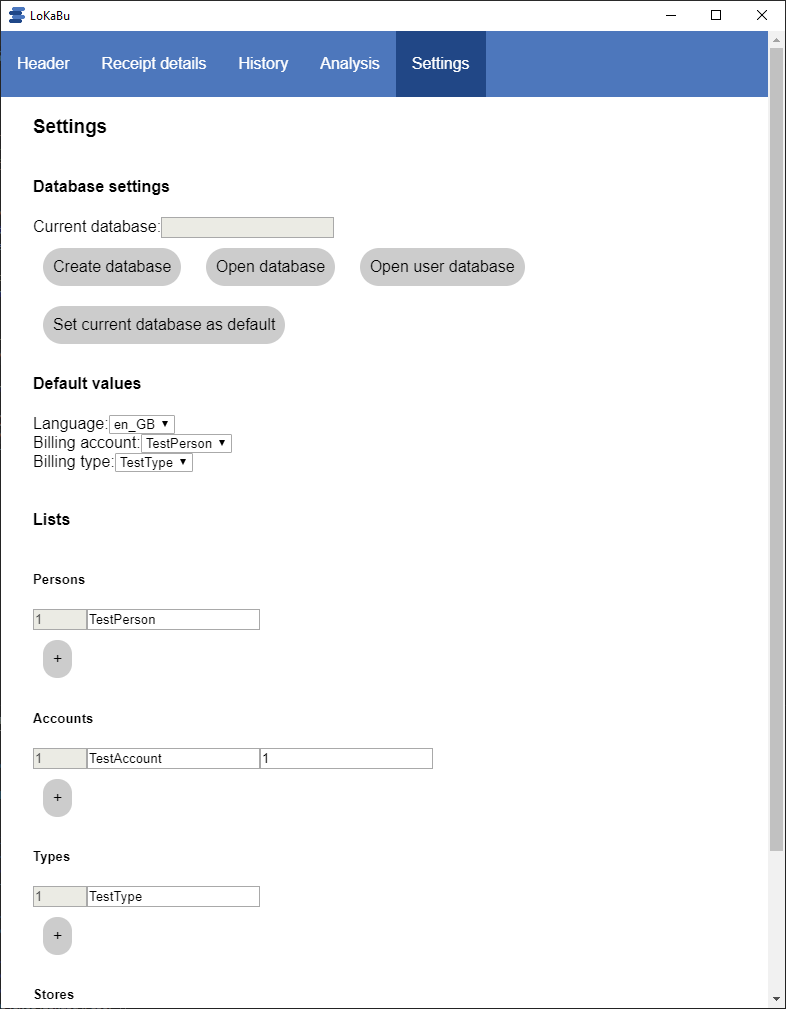 LoKaBu
Header Receipt details History Analysis Settings
Settings
Database settings
Current database:
Create database Open database Open user database
Set current database as default
Default values
Language: en_GB
Billing account: TestPerson
Billing type: TestType
Lists
Persons
1 TestPerson
+
Accounts
1 TestAccount 1
+
Types
1 TestType
+
Stores